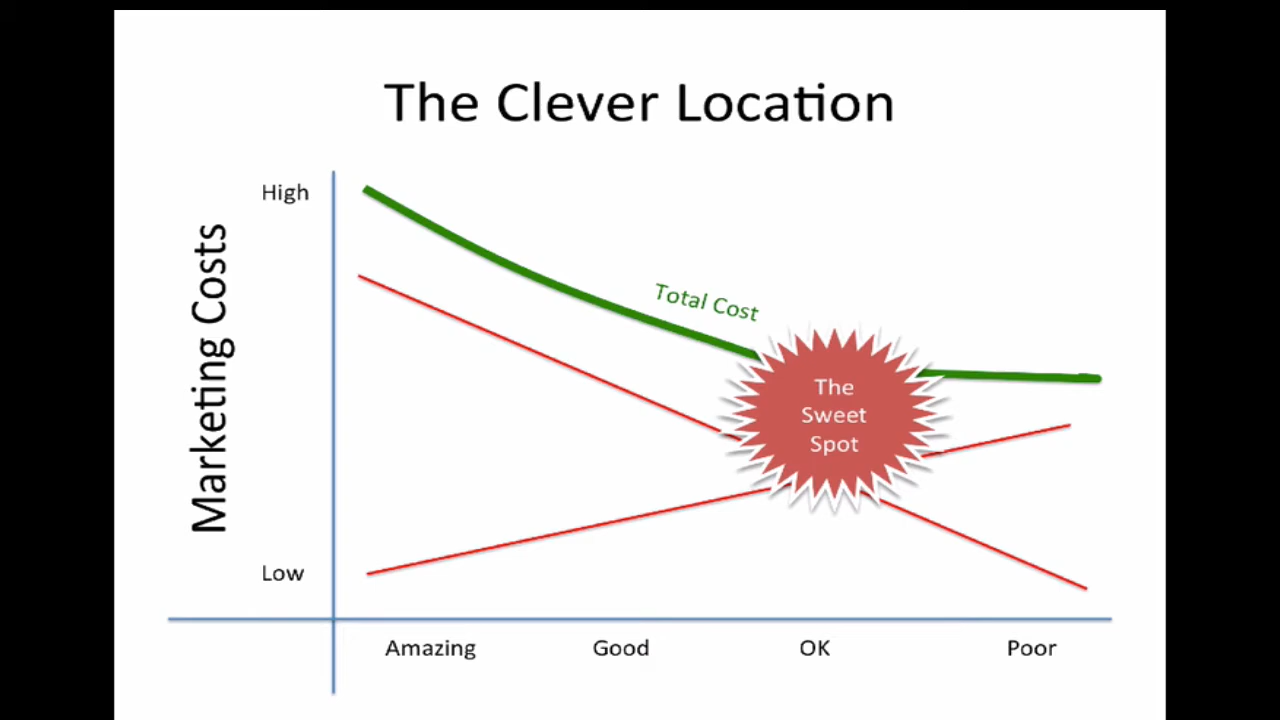 The Clever Location
High
Marketing Costs
Total Cost
The
Sweet
Spot
Low
Amazing
Good
OK
Poor